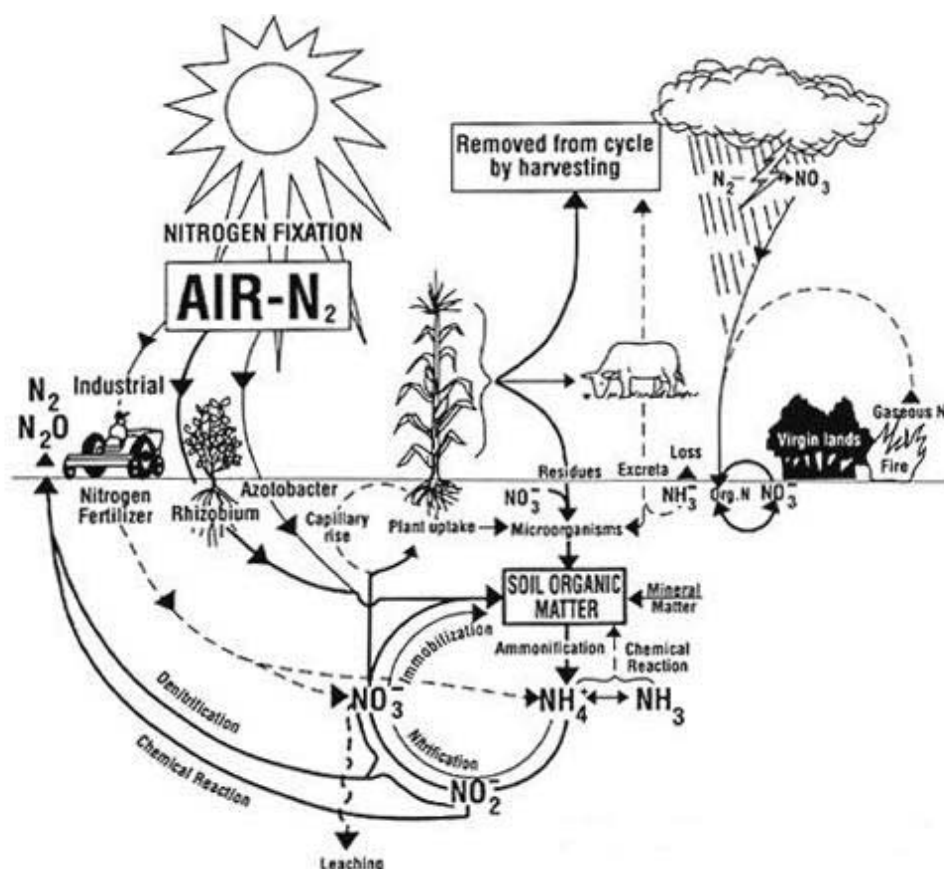 Removed from cycle
by harvesting
N₂⁻ NO₃
NITROGEN FIXATION
AIR-N₂
Industrial
N₂
N₂O
Gaseous N
Virgin lands
Fire
Loss
Residues
Excreta
Nitrogen
Fertilizer
Rhizobium
Azotobacter
Capillary
rise
NO₃⁻
Plant uptake
Microorganisms
NH₃⁻
Org.N
NO₃⁻
SOIL ORGANIC
MATTER
Mineral
Matter
Immobilization
Ammonification
Chemical
Reaction
NO₃⁻
NH₄⁺
NH₃
Denitrification
Nitrification
Chemical Reaction
NO₂⁻
Leaching